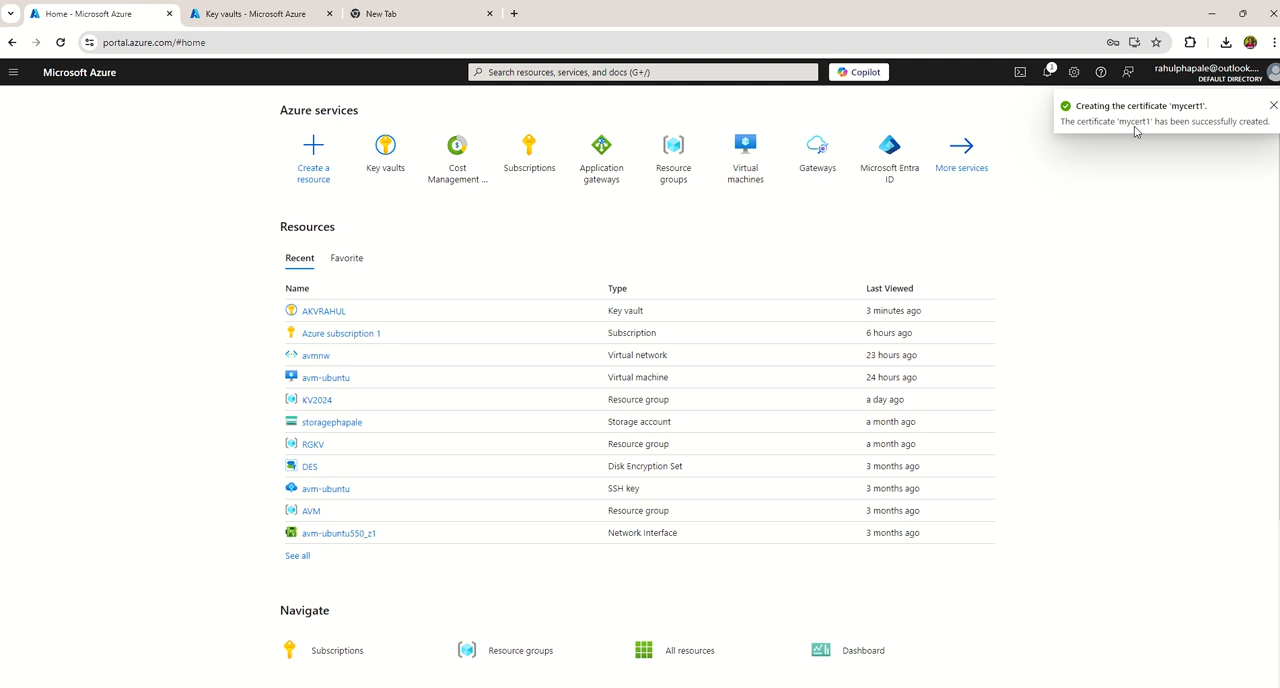 Home - Microsoft Azure
Key vaults - Microsoft Azure
New Tab
portal.azure.com/#home
Microsoft Azure
Search resources, services, and docs (G+/)
Copilot
3
rahulphapale@outlook....
DEFAULT DIRECTORY
Creating the certificate 'mycert1'.
The certificate 'mycert1' has been successfully created.
Azure services
Create a resource
Key vaults
Cost Management ...
Subscriptions
Application gateways
Resource groups
Virtual machines
Gateways
Microsoft Entra ID
More services
Resources
Recent Favorite
Name Type Last Viewed
AKVRAHUL Key vault 3 minutes ago
Azure subscription 1 Subscription 6 hours ago
avmnw Virtual network 23 hours ago
avm-ubuntu Virtual machine 24 hours ago
KV2024 Resource group a day ago
storagephapale Storage account a month ago
RGKV Resource group a month ago
DES Disk Encryption Set 3 months ago
avm-ubuntu SSH key 3 months ago
AVM Resource group 3 months ago
avm-ubuntu550_z1 Network Interface 3 months ago
See all
Navigate
Subscriptions Resource groups All resources Dashboard